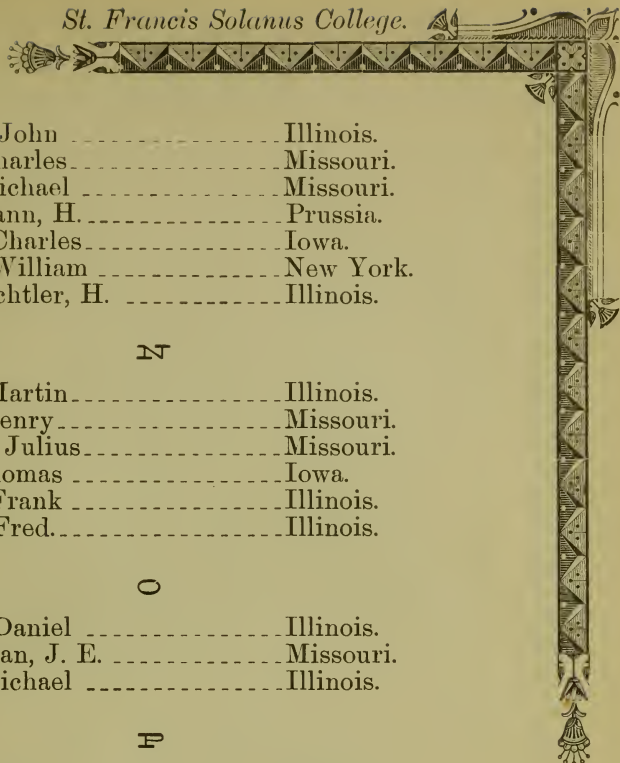 St. Francis Solanus College.
John Illinois.
harles Missouri.
ichael Missouri.
ann, H. Prussia.
Charles Iowa.
William New York.
chtler, H. Illinois.
N
Martin Illinois.
enry Missouri.
Julius Missouri.
homas Iowa.
Frank Illinois.
Fred. Illinois.
O
Daniel Illinois.
an, J. E. Missouri.
ichael Illinois.
P